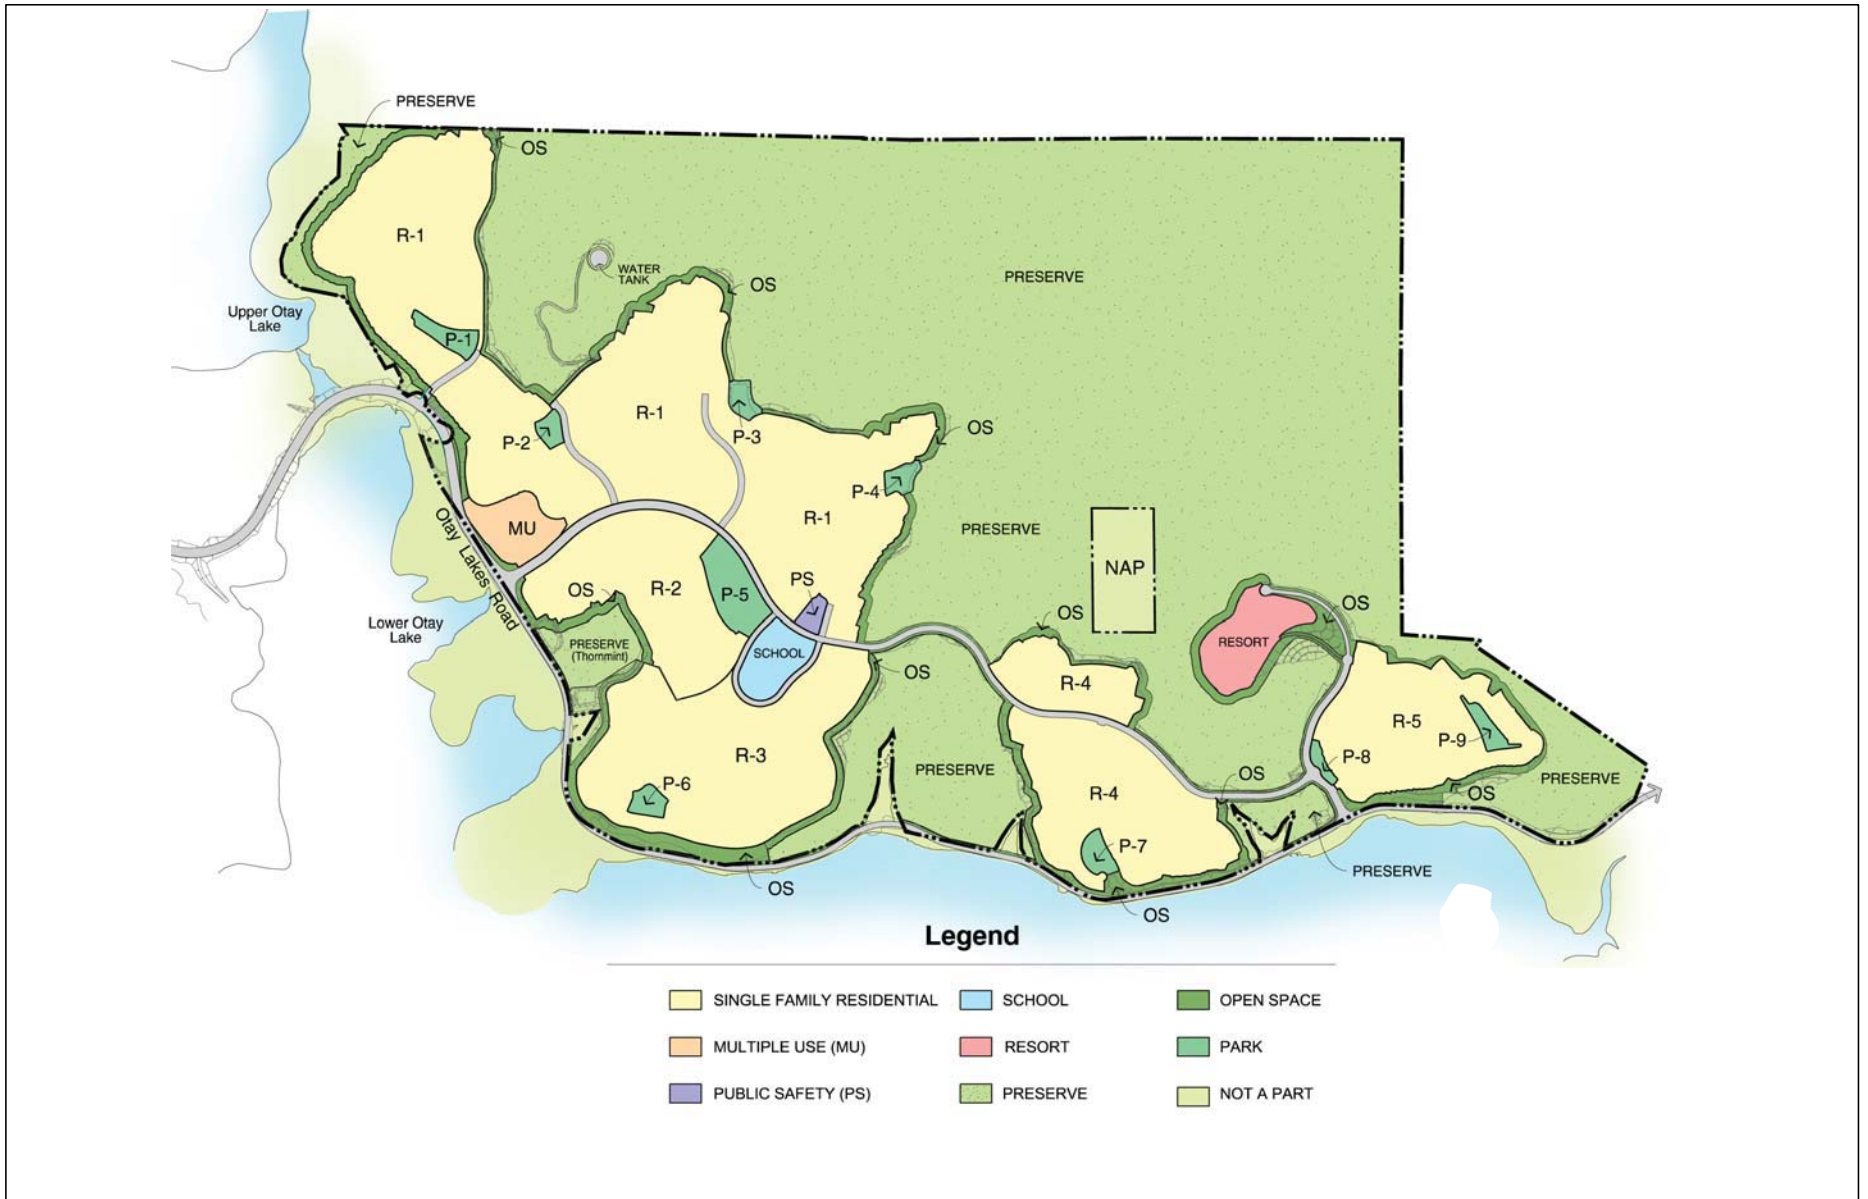 PRESERVE
OS
R-1
WATER
TANK
OS
PRESERVE
Upper Otay
Lake
P-1
R-1
P-2
P-3
OS
P-4
R-1
MU
PRESERVE
Otay Lakes Road
NAP
PS
OS
R-2
P-5
OS
OS
Lower Otay
Lake
PRESERVE
(Thornmint)
SCHOOL
RESORT
OS
R-4
R-5
P-9
R-3
P-8
PRESERVE
OS
PRESERVE
P-6
R-4
OS
P-7
PRESERVE
OS
OS
Legend
SINGLE FAMILY RESIDENTIAL
SCHOOL
OPEN SPACE
MULTIPLE USE (MU)
RESORT
PARK
PUBLIC SAFETY (PS)
PRESERVE
NOT A PART